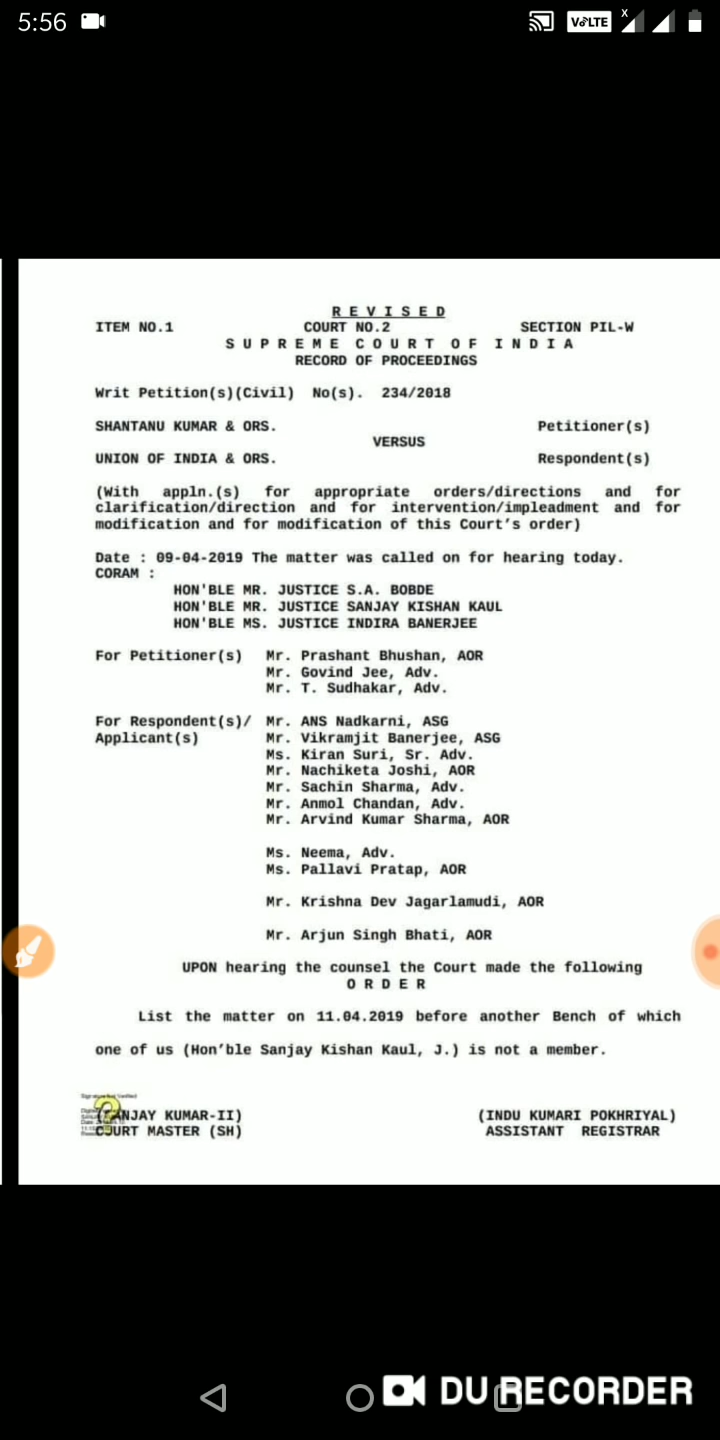 5:56
VoLTE
x
R E V I S E D
ITEM NO.1 COURT NO.2 SECTION PIL-W
S U P R E M E C O U R T O F I N D I A
RECORD OF PROCEEDINGS
Writ Petition(s)(Civil) No(s). 234/2018
SHANTANU KUMAR & ORS. Petitioner(s)
VERSUS
UNION OF INDIA & ORS. Respondent(s)
(With appln.(s) for appropriate orders/directions and for
clarification/direction and for intervention/impleadment and for
modification and for modification of this Court's order)
Date : 09-04-2019 The matter was called on for hearing today.
CORAM :
HON'BLE MR. JUSTICE S.A. BOBDE
HON'BLE MR. JUSTICE SANJAY KISHAN KAUL
HON'BLE MS. JUSTICE INDIRA BANERJEE
For Petitioner(s) Mr. Prashant Bhushan, AOR
Mr. Govind Jee, Adv.
Mr. T. Sudhakar, Adv.
For Respondent(s)/ Mr. ANS Nadkarni, ASG
Applicant(s) Mr. Vikramjit Banerjee, ASG
Ms. Kiran Suri, Sr. Adv.
Mr. Nachiketa Joshi, AOR
Mr. Sachin Sharma, Adv.
Mr. Anmol Chandan, Adv.
Mr. Arvind Kumar Sharma, AOR
Ms. Neema, Adv.
Ms. Pallavi Pratap, AOR
Mr. Krishna Dev Jagarlamudi, AOR
Mr. Arjun Singh Bhati, AOR
UPON hearing the counsel the Court made the following
O R D E R
List the matter on 11.04.2019 before another Bench of which
one of us (Hon'ble Sanjay Kishan Kaul, J.) is not a member.
Signature Not Verified
(SANJAY KUMAR-II) (INDU KUMARI POKHRIYAL)
COURT MASTER (SH) ASSISTANT REGISTRAR
DU RECORDER